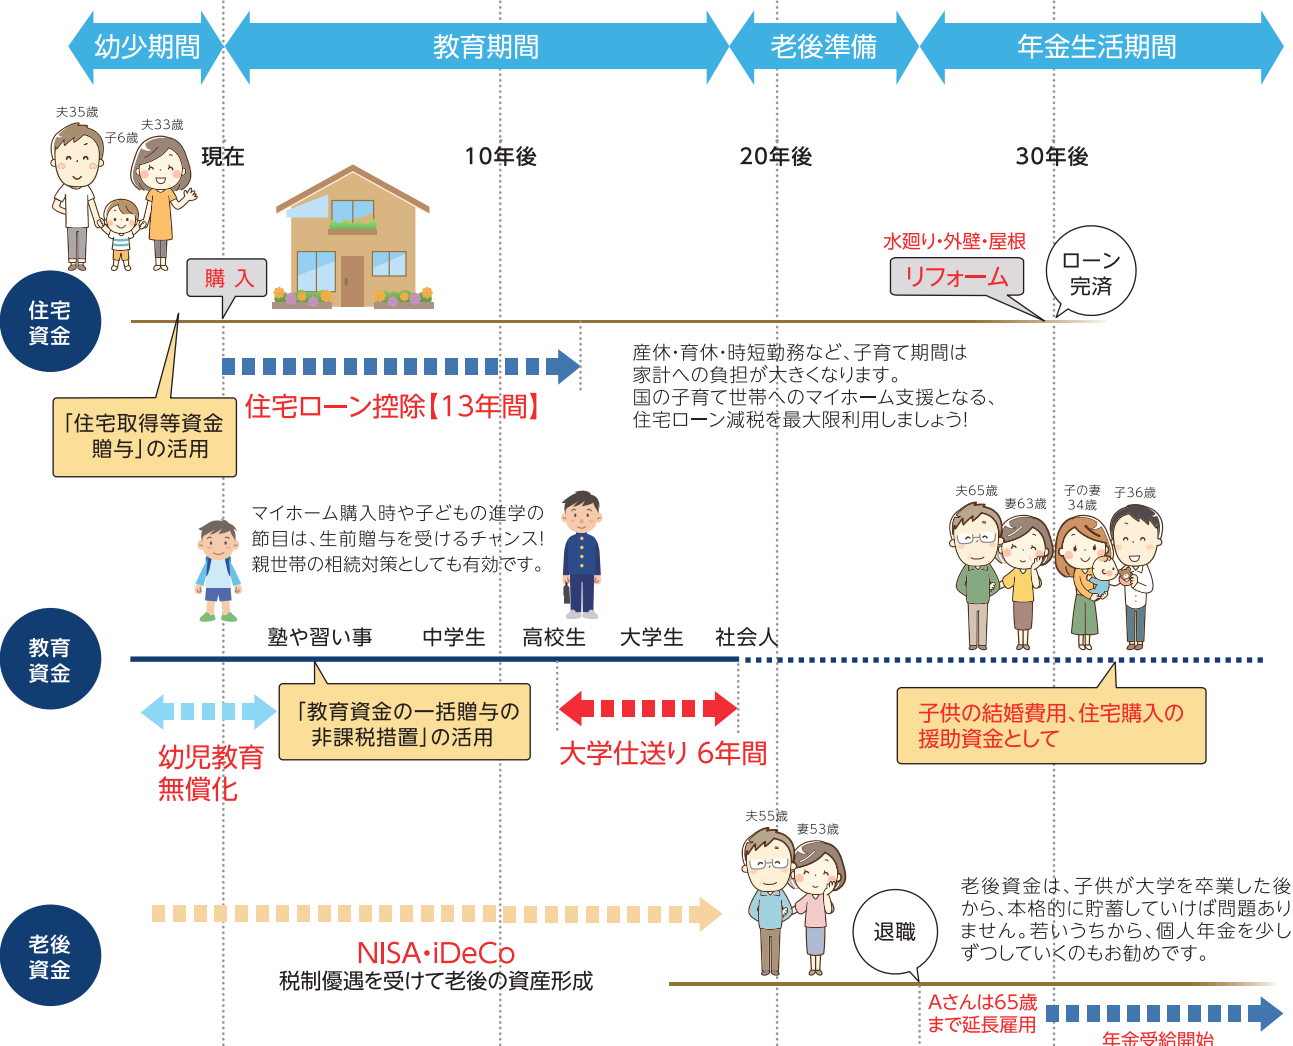 幼少期間
教育期間
老後準備
年金生活期間
夫35歳
子6歳
夫33歳
現在
10年後
20年後
30年後
住宅
資金
購 入
水廻り・外壁・屋根
リフォーム
ローン
完済
「住宅取得等資金
贈与」の活用
住宅ローン控除【13年間】
産休・育休・時短勤務など、子育て期間は
家計への負担が大きくなります。
国の子育て世帯へのマイホーム支援となる、
住宅ローン減税を最大限利用しましょう!
マイホーム購入時や子どもの進学の
節目は、生前贈与を受けるチャンス!
親世帯の相続対策としても有効です。
夫65歳
妻63歳
子の妻
34歳
子36歳
教育
資金
塾や習い事
中学生
高校生
大学生
社会人
幼児教育
無償化
「教育資金の一括贈与の
非課税措置」の活用
大学仕送り 6年間
子供の結婚費用、住宅購入の
援助資金として
夫55歳
妻53歳
老後
資金
NISA・iDeCo
税制優遇を受けて老後の資産形成
退職
老後資金は、子供が大学を卒業した後
から、本格的に貯蓄していけば問題あり
ません。若いうちから、個人年金を少し
ずつしていくのもお勧めです。
Aさんは65歳
まで延長雇用
年金受給開始